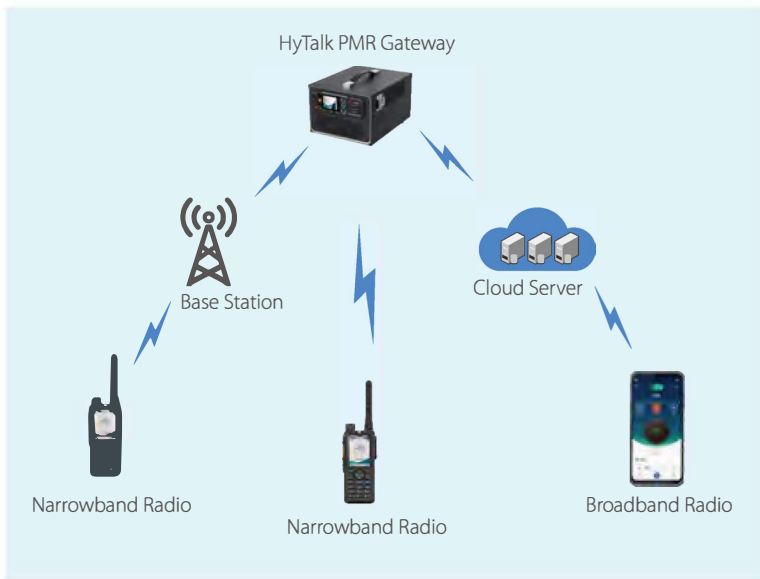 HyTalk PMR Gateway
Base Station
Cloud Server
Narrowband Radio
Narrowband Radio
Broadband Radio